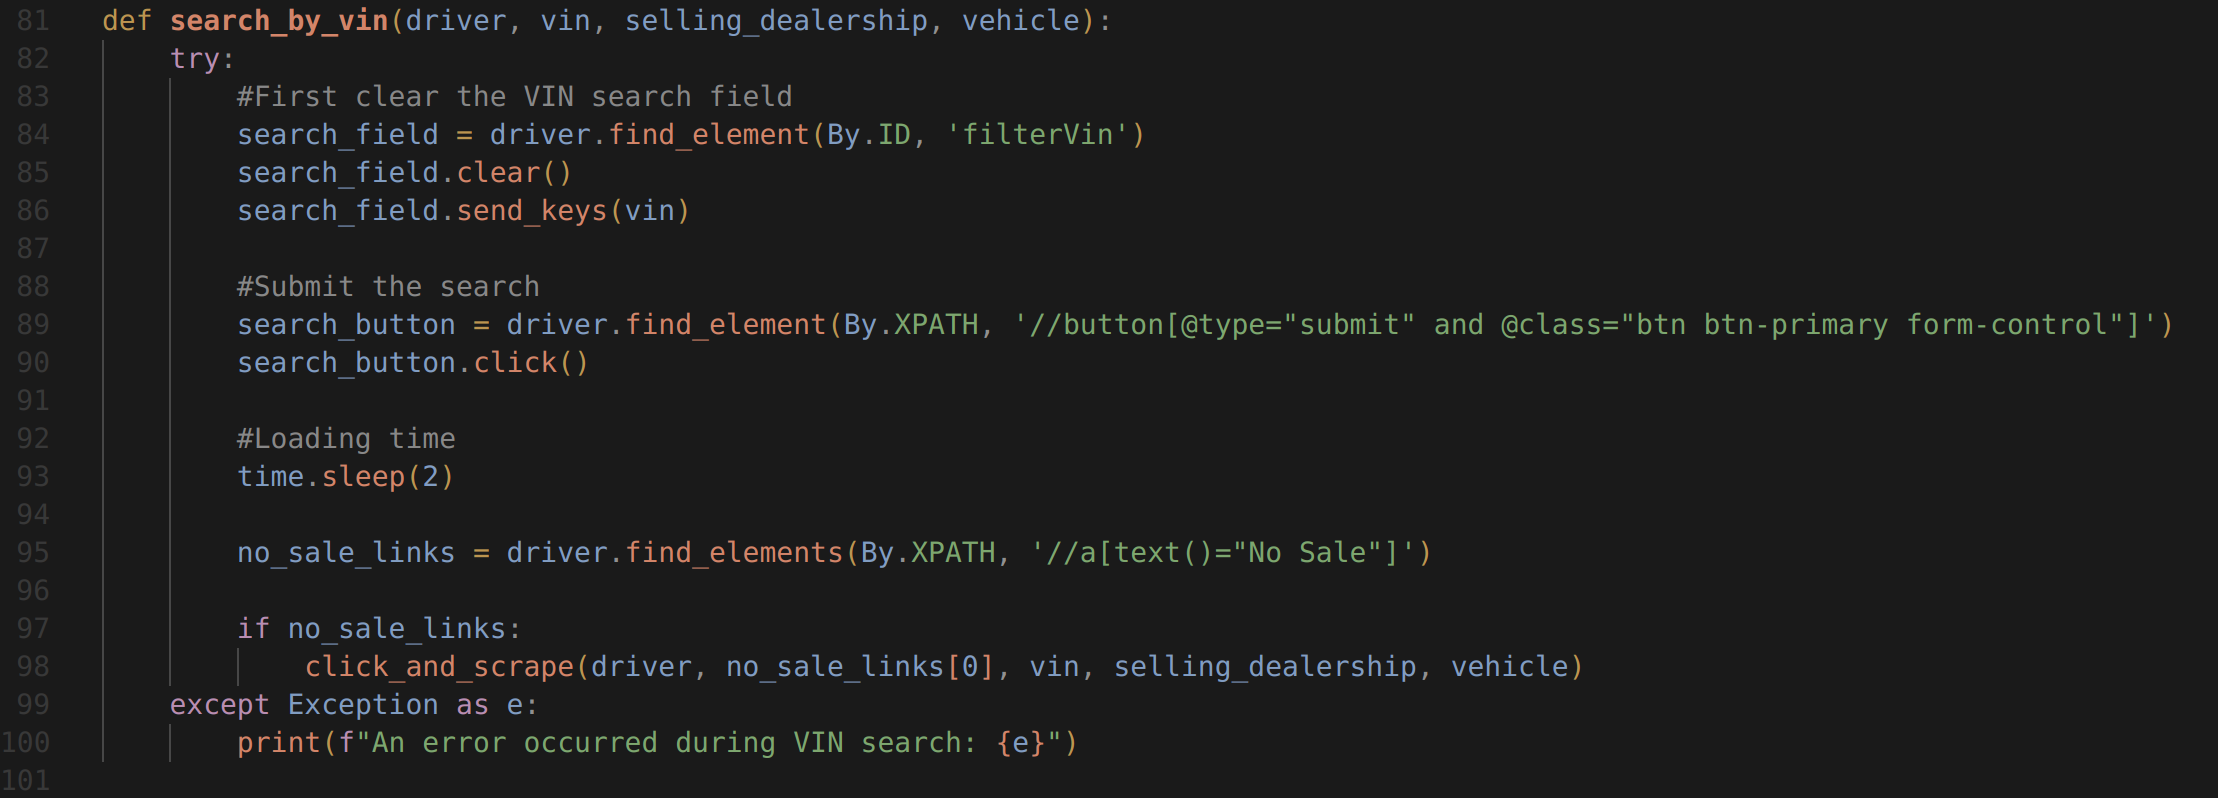 81 def search_by_vin(driver, vin, selling_dealership, vehicle):
82     try:
83         #First clear the VIN search field
84         search_field = driver.find_element(By.ID, 'filterVin')
85         search_field.clear()
86         search_field.send_keys(vin)
87
88         #Submit the search
89         search_button = driver.find_element(By.XPATH, '//button[@type="submit" and @class="btn btn-primary form-control"]')
90         search_button.click()
91
92         #Loading time
93         time.sleep(2)
94
95         no_sale_links = driver.find_elements(By.XPATH, '//a[text()="No Sale"]')
96
97         if no_sale_links:
98             click_and_scrape(driver, no_sale_links[0], vin, selling_dealership, vehicle)
99     except Exception as e:
100         print(f"An error occurred during VIN search: {e}")
101